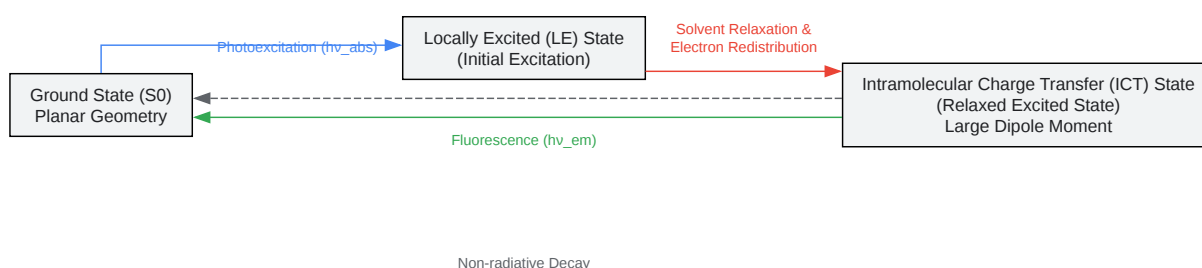 Photoexcitation (hν_abs)
Locally Excited (LE) State
(Initial Excitation)
Solvent Relaxation &
Electron Redistribution
Ground State (S0)
Planar Geometry
Intramolecular Charge Transfer (ICT) State
(Relaxed Excited State)
Large Dipole Moment
Fluorescence (hν_em)
Non-radiative Decay